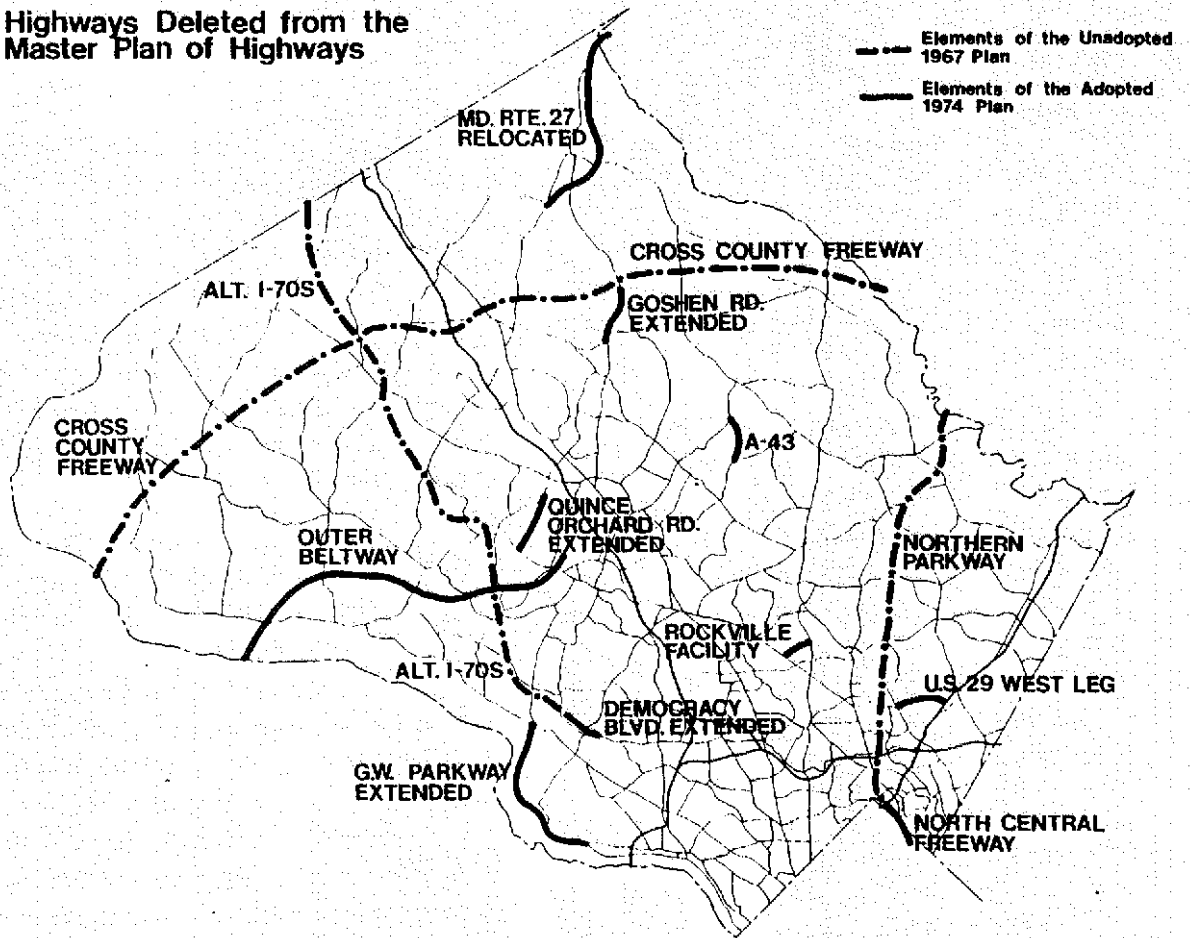 Highways Deleted from the
Master Plan of Highways
Elements of the Unadopted
1967 Plan
Elements of the Adopted
1974 Plan
MD. RTE. 27
RELOCATED
CROSS COUNTY FREEWAY
ALT. I-70S
GOSHEN RD.
EXTENDED
CROSS
COUNTY
FREEWAY
A-43
QUINCE
ORCHARD RD.
EXTENDED
OUTER
BELTWAY
NORTHERN
PARKWAY
ROCKVILLE
FACILITY
ALT. I-70S
U.S. 29 WEST LEG
DEMOCRACY
BLVD. EXTENDED
G.W. PARKWAY
EXTENDED
NORTH CENTRAL
FREEWAY